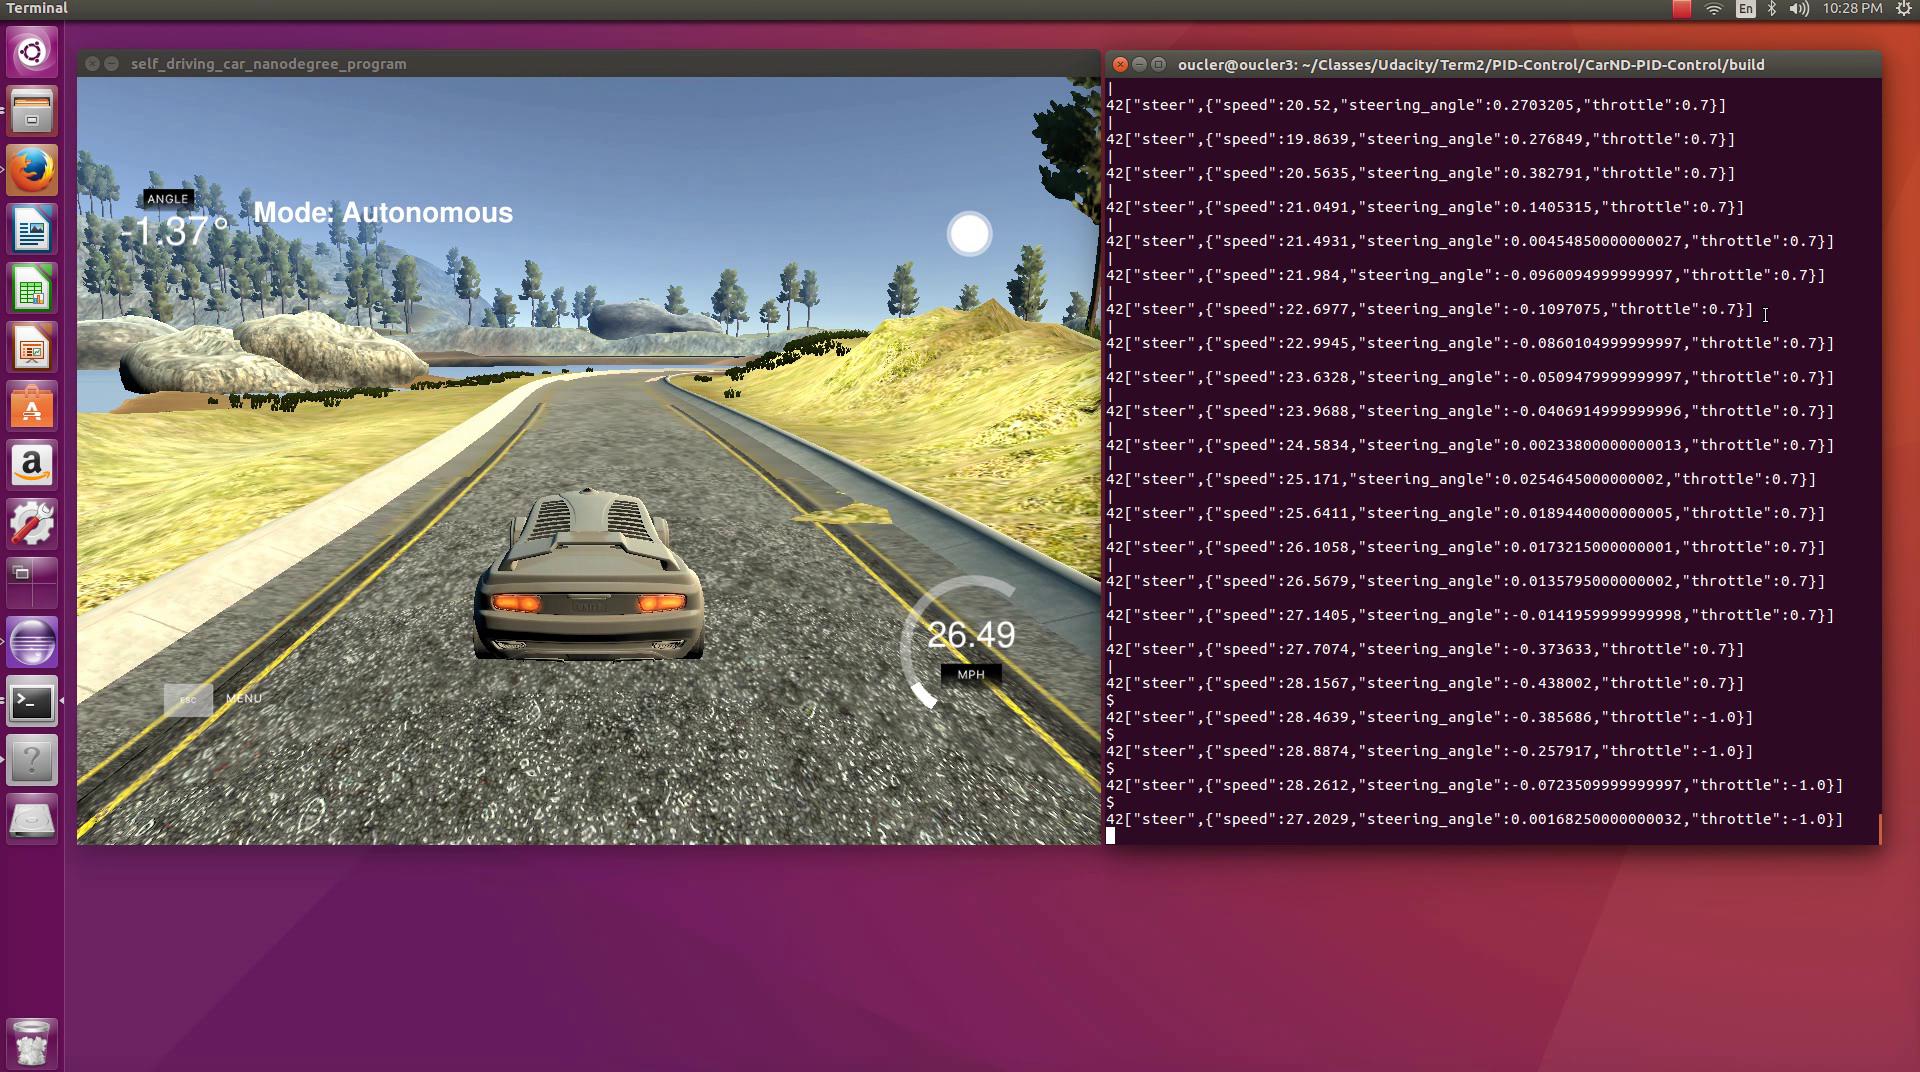 Terminal
En
10:28 PM
self_driving_car_nanodegree_program
ANGLE
-1.37°
Mode: Autonomous
26.49
MPH
ESC
MENU
a
oucler@oucler3: ~/Classes/Udacity/Term2/PID-Control/CarND-PID-Control/build
|
42["steer",{"speed":20.52,"steering_angle":0.2703205,"throttle":0.7}]
|
42["steer",{"speed":19.8639,"steering_angle":0.276849,"throttle":0.7}]
|
42["steer",{"speed":20.5635,"steering_angle":0.382791,"throttle":0.7}]
|
42["steer",{"speed":21.0491,"steering_angle":0.1405315,"throttle":0.7}]
|
42["steer",{"speed":21.4931,"steering_angle":0.00454850000000027,"throttle":0.7}]
|
42["steer",{"speed":21.984,"steering_angle":-0.0960094999999997,"throttle":0.7}]
|
42["steer",{"speed":22.6977,"steering_angle":-0.1097075,"throttle":0.7}]
|
42["steer",{"speed":22.9945,"steering_angle":-0.0860104999999997,"throttle":0.7}]
|
42["steer",{"speed":23.6328,"steering_angle":-0.0509479999999997,"throttle":0.7}]
|
42["steer",{"speed":23.9688,"steering_angle":-0.0406914999999996,"throttle":0.7}]
|
42["steer",{"speed":24.5834,"steering_angle":0.00233800000000013,"throttle":0.7}]
|
42["steer",{"speed":25.171,"steering_angle":0.0254645000000002,"throttle":0.7}]
|
42["steer",{"speed":25.6411,"steering_angle":0.0189440000000005,"throttle":0.7}]
|
42["steer",{"speed":26.1058,"steering_angle":0.0173215000000001,"throttle":0.7}]
|
42["steer",{"speed":26.5679,"steering_angle":0.0135795000000002,"throttle":0.7}]
|
42["steer",{"speed":27.1405,"steering_angle":-0.0141959999999998,"throttle":0.7}]
|
42["steer",{"speed":27.7074,"steering_angle":-0.373633,"throttle":0.7}]
|
42["steer",{"speed":28.1567,"steering_angle":-0.438002,"throttle":0.7}]
$
42["steer",{"speed":28.4639,"steering_angle":-0.385686,"throttle":-1.0}]
$
42["steer",{"speed":28.8874,"steering_angle":-0.257917,"throttle":-1.0}]
$
42["steer",{"speed":28.2612,"steering_angle":-0.0723509999999997,"throttle":-1.0}]
$
42["steer",{"speed":27.2029,"steering_angle":0.00168250000000032,"throttle":-1.0}]